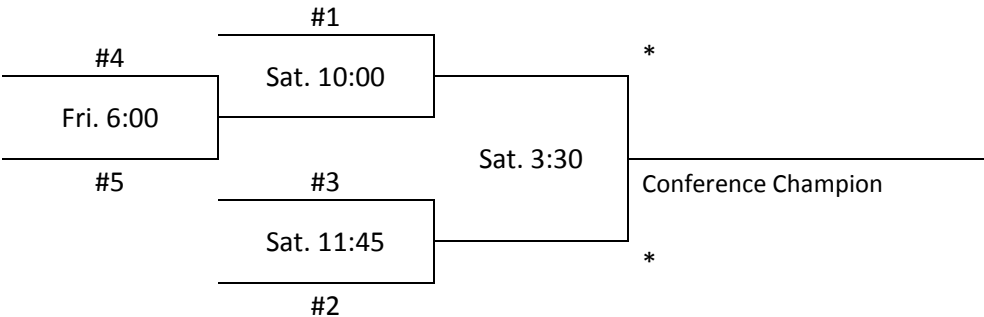 #1
#4
*
Sat. 10:00
Fri. 6:00
Sat. 3:30
#5
#3
Conference Champion
Sat. 11:45
*
#2